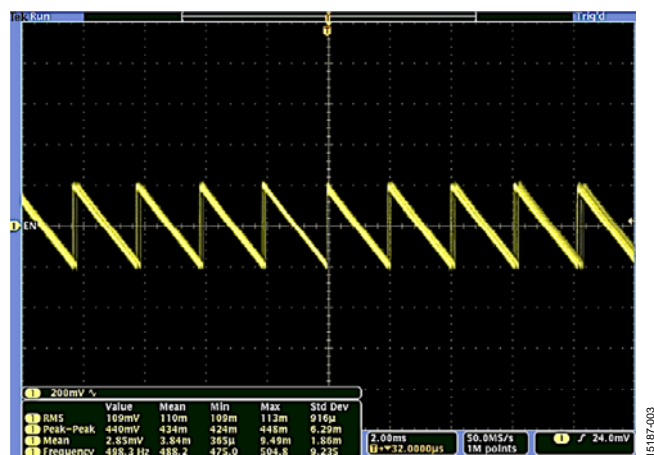 Tek Run
Trig'd
T
1
EN
1 200mV
Value Mean Min Max Std Dev
1 RMS 109mV 110m 109m 113m 916µ
1 Peak-Peak 440mV 434m 424m 448m 6.29m
1 Mean 2.85mV 3.84m 365µ 9.49m 1.86m
1 Frequency 498.3 Hz 488.2 475.0 504.8 9.235
2.00ms
T→▼32.0000µs
50.0MS/s
1M points
1 ∫ 24.0mV
15187-003